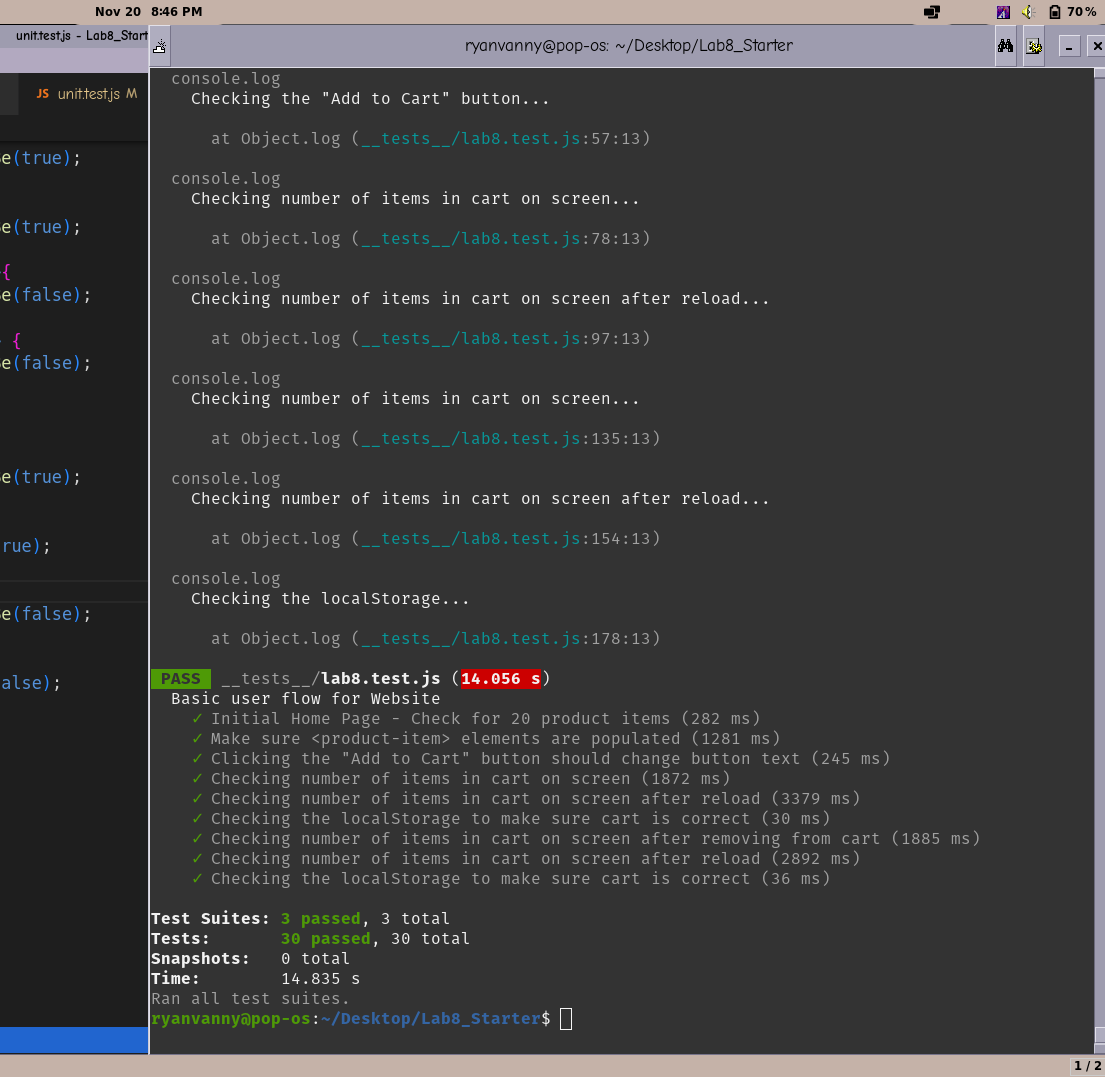 Nov 20 8:46 PM
70%
unit.test.js - Lab8_Start
ryanvanny@pop-os: ~/Desktop/Lab8_Starter
JS unit.test.js M
e(true);
e(true);
{
e(false);
{
e(false);
e(true);
rue);
e(false);
alse);
console.log
Checking the "Add to Cart" button...
at Object.log (__tests__/lab8.test.js:57:13)
console.log
Checking number of items in cart on screen...
at Object.log (__tests__/lab8.test.js:78:13)
console.log
Checking number of items in cart on screen after reload...
at Object.log (__tests__/lab8.test.js:97:13)
console.log
Checking number of items in cart on screen...
at Object.log (__tests__/lab8.test.js:135:13)
console.log
Checking number of items in cart on screen after reload...
at Object.log (__tests__/lab8.test.js:154:13)
console.log
Checking the localStorage...
at Object.log (__tests__/lab8.test.js:178:13)
PASS __tests__/lab8.test.js (14.056 s)
Basic user flow for Website
✓ Initial Home Page - Check for 20 product items (282 ms)
✓ Make sure <product-item> elements are populated (1281 ms)
✓ Clicking the "Add to Cart" button should change button text (245 ms)
✓ Checking number of items in cart on screen (1872 ms)
✓ Checking number of items in cart on screen after reload (3379 ms)
✓ Checking the localStorage to make sure cart is correct (30 ms)
✓ Checking number of items in cart on screen after removing from cart (1885 ms)
✓ Checking number of items in cart on screen after reload (2892 ms)
✓ Checking the localStorage to make sure cart is correct (36 ms)
Test Suites: 3 passed, 3 total
Tests: 30 passed, 30 total
Snapshots: 0 total
Time: 14.835 s
Ran all test suites.
ryanvanny@pop-os:~/Desktop/Lab8_Starter$
1 / 2